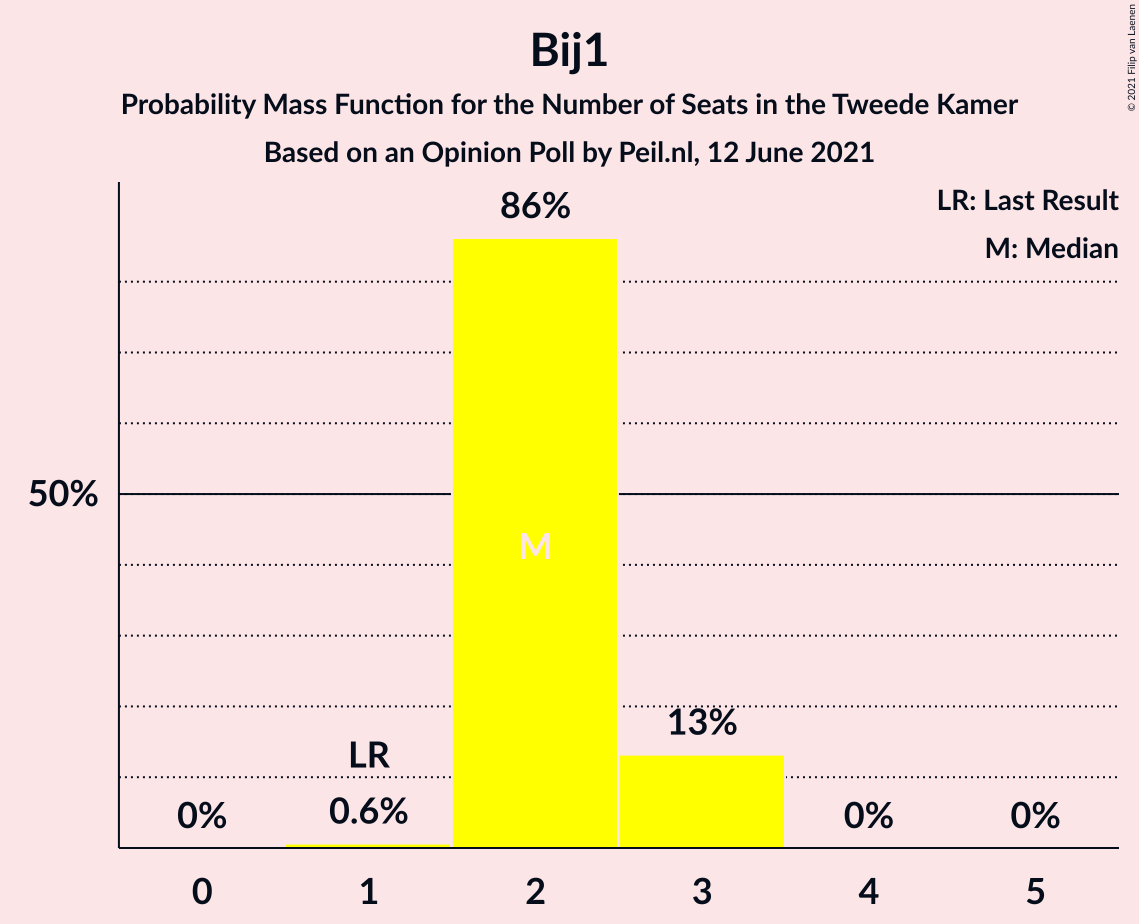 Bij1
Probability Mass Function for the Number of Seats in the Tweede Kamer
Based on an Opinion Poll by Peil.nl, 12 June 2021
© 2021 Filip van Laenen
LR: Last Result
M: Median
86%
50%
M
13%
LR
0% 0.6% 0% 0%
0 1 2 3 4 5